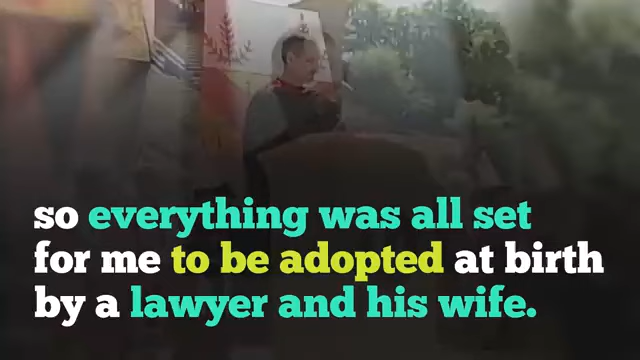 so everything was all set
for me to be adopted at birth
by a lawyer and his wife.